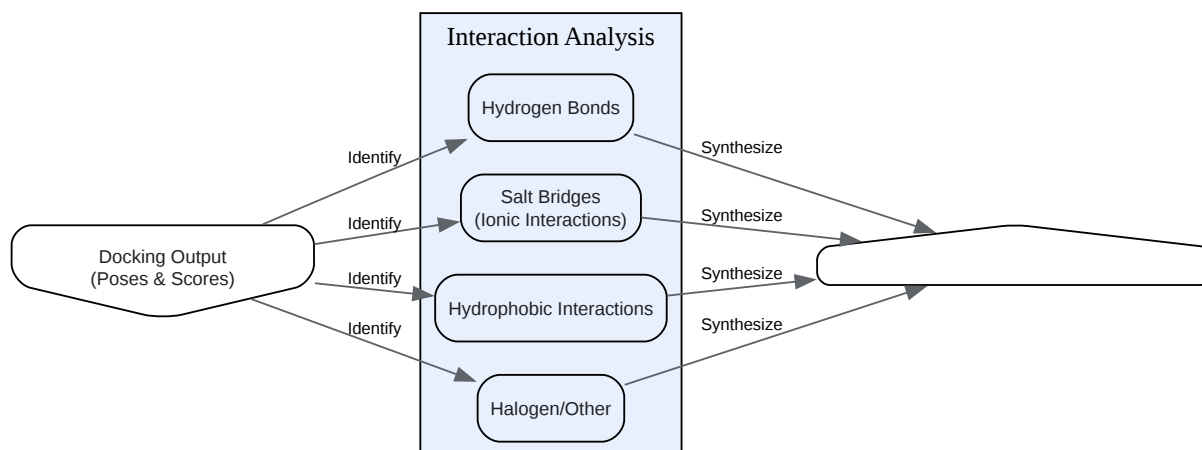 Interaction Analysis
Hydrogen Bonds
Identify
Synthesize
Salt Bridges
(Ionic Interactions)
Identify
Synthesize
Docking Output
(Poses & Scores)
Identify
Synthesize
Hydrophobic Interactions
Identify
Synthesize
Halogen/Other